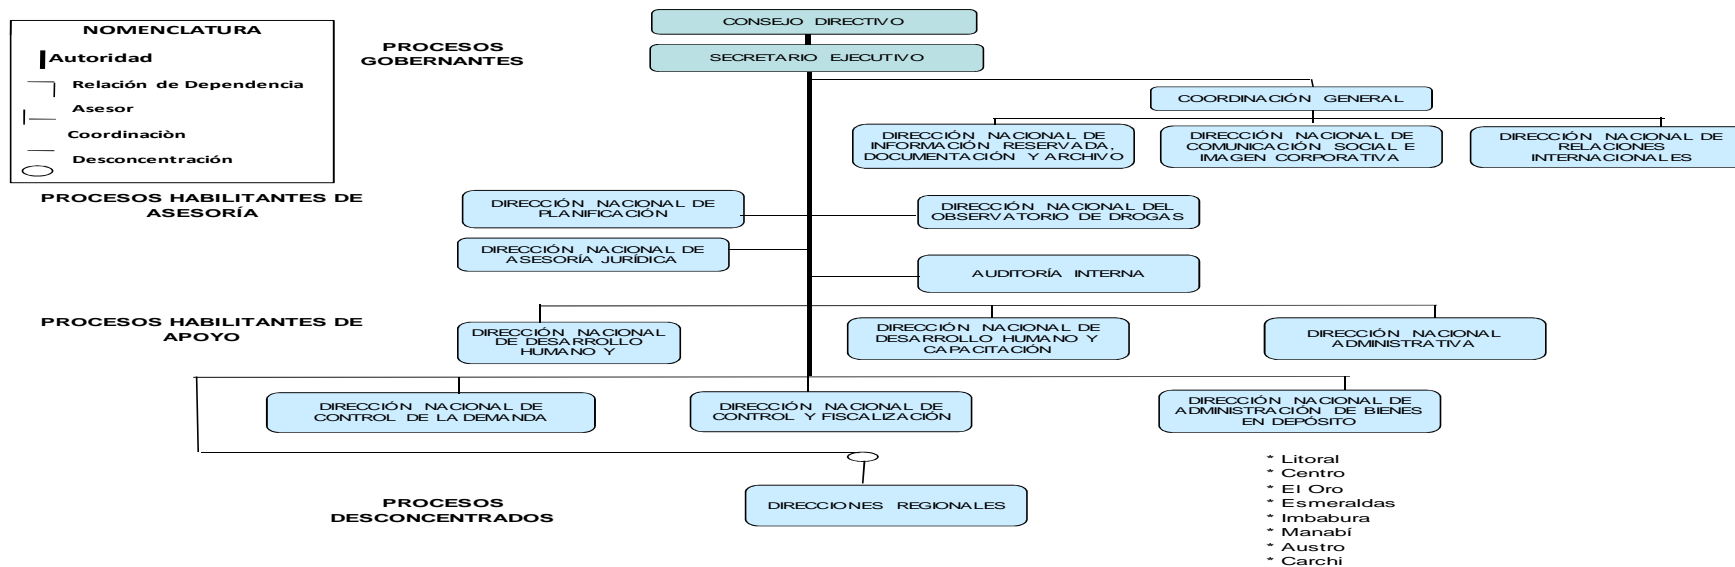 NOMENCLATURA
Autoridad
Relación de Dependencia
Asesor
Coordinaciòn
Desconcentración
PROCESOS
GOBERNANTES
CONSEJO DIRECTIVO
SECRETARIO EJECUTIVO
COORDINACIÓN GENERAL
DIRECCIÓN NACIONAL DE
INFORMACIÓN RESERVADA,
DOCUMENTACIÓN Y ARCHIVO
DIRECCIÓN NACIONAL DE
COMUNICACIÓN SOCIAL E
IMAGEN CORPORATIVA
DIRECCIÓN NACIONAL DE
RELACIONES
INTERNACIONALES
PROCESOS HABILITANTES DE
ASESORÍA
DIRECCIÓN NACIONAL DE
PLANIFICACIÓN
DIRECCIÓN NACIONAL DEL
OBSERVATORIO DE DROGAS
DIRECCIÓN NACIONAL DE
ASESORÍA JURÍDICA
AUDITORÍA INTERNA
PROCESOS HABILITANTES DE
APOYO
DIRECCIÓN NACIONAL
DE DESARROLLO
HUMANO Y
DIRECCIÓN NACIONAL DE
DESARROLLO HUMANO Y
CAPACITACIÓN
DIRECCIÓN NACIONAL
ADMINISTRATIVA
DIRECCIÓN NACIONAL DE
CONTROL DE LA DEMANDA
DIRECCIÓN NACIONAL DE
CONTROL Y FISCALIZACIÓN
DIRECCIÓN NACIONAL DE
ADMINISTRACIÓN DE BIENES
EN DEPÓSITO
PROCESOS
DESCONCENTRADOS
DIRECCIONES REGIONALES
* Litoral
* Centro
* El Oro
* Esmeraldas
* Imbabura
* Manabí
* Austro
* Carchi